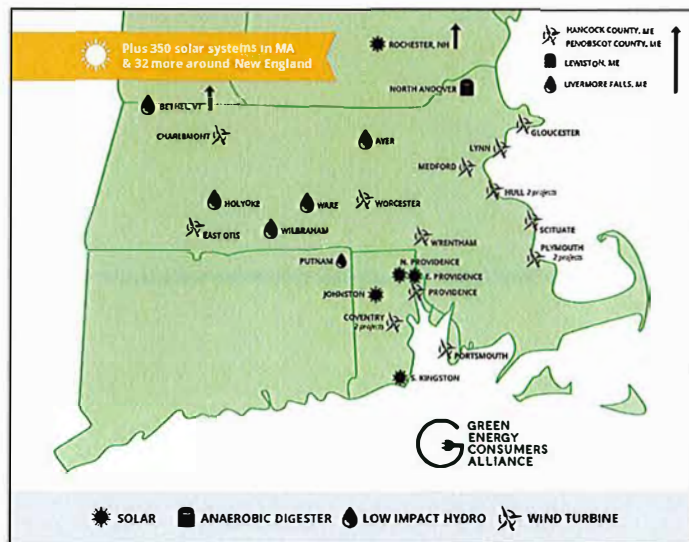 Plus 350 solar systems in MA
& 32 more around New England
ROCHESTER, NH
HANCOCK COUNTY, ME
PENOBSCOT COUNTY, ME
LEWISTON, ME
LIVERMORE FALLS, ME
NORTH ANDOVER
BETHEL, VT
CHARLEMONT
AYER
GLOUCESTER
LYNN
MEDFORD
HULL 2 projects
HOLYOKE
WARE
WORCESTER
EAST OTIS
WILBRAHAM
SCITUATE
WRENTHAM
PLYMOUTH
2 projects
PUTNAM
N. PROVIDENCE
E. PROVIDENCE
JOHNSTON
PROVIDENCE
COVENTRY
2 projects
PORTSMOUTH
S. KINGSTON
GREEN
ENERGY
CONSUMERS
ALLIANCE
SOLAR ANAEROBIC DIGESTER LOW IMPACT HYDRO WIND TURBINE